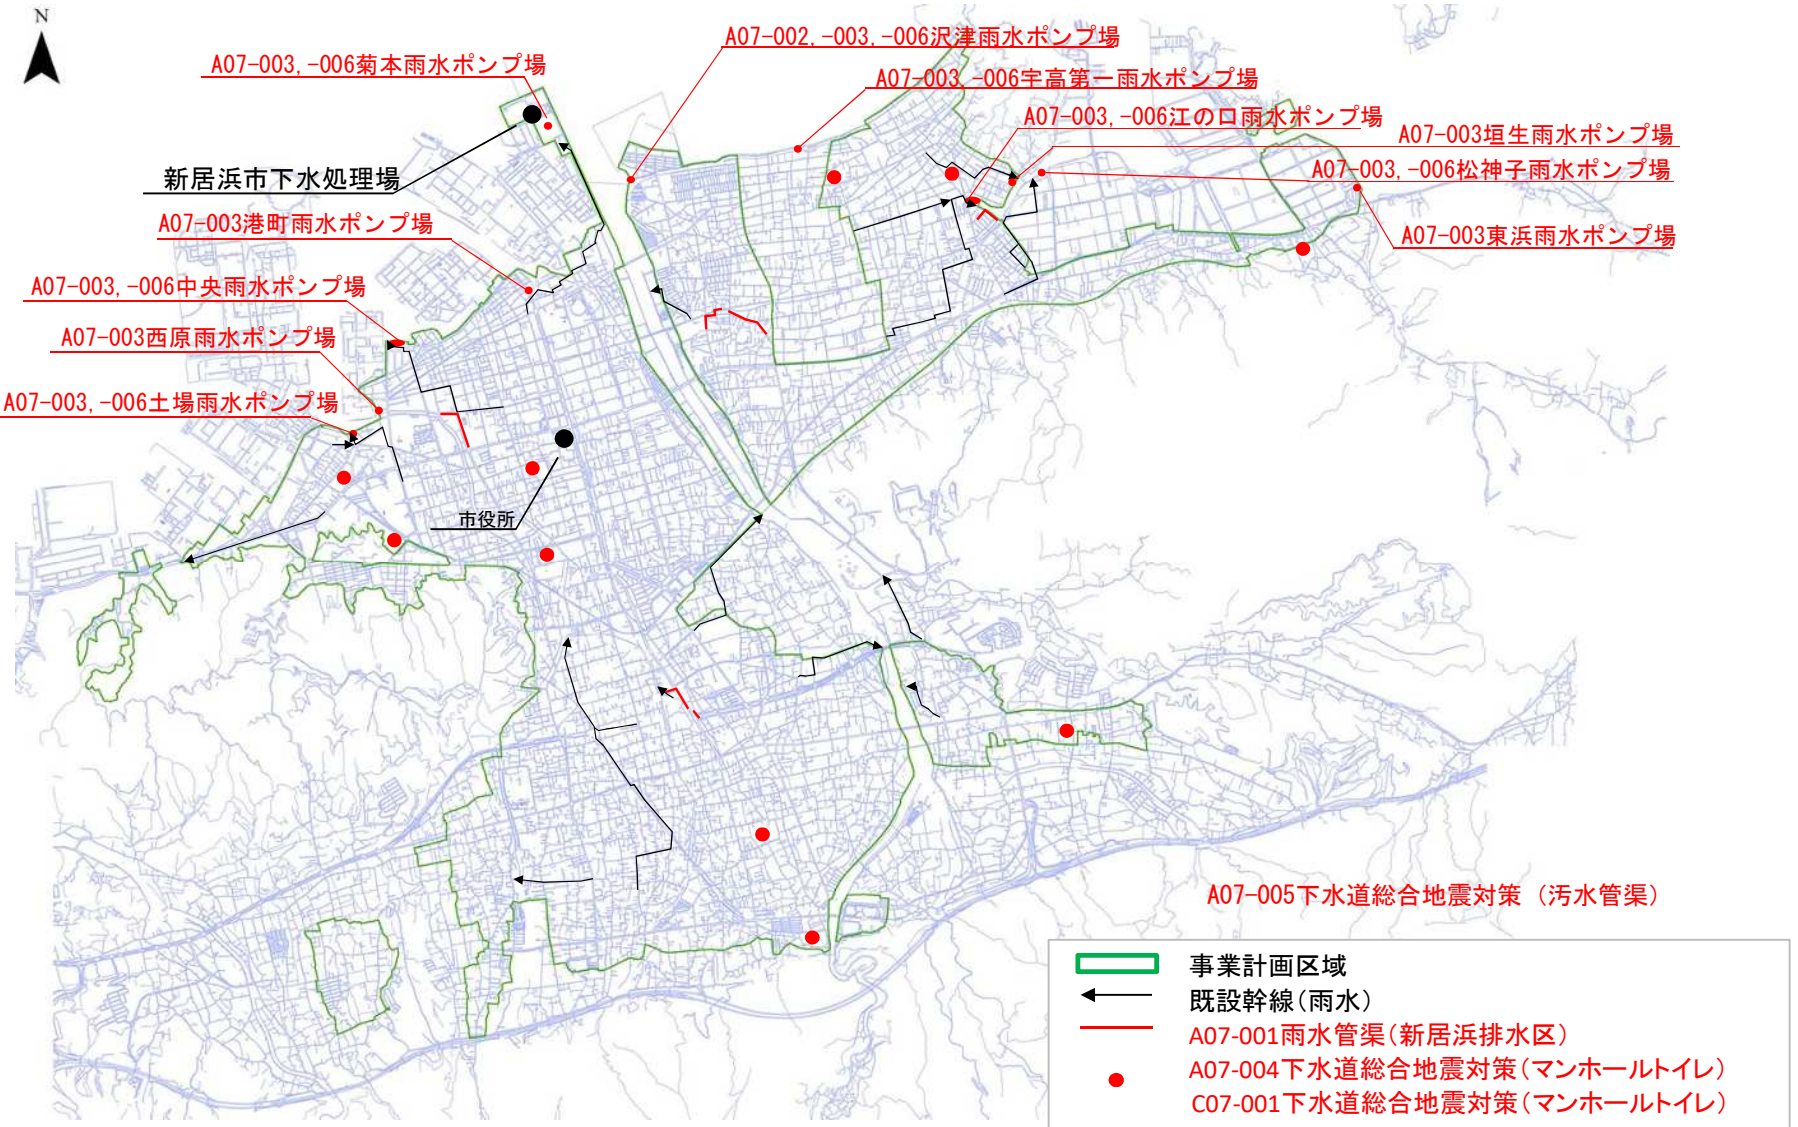 N
A07-002, -003, -006沢津雨水ポンプ場
A07-003, -006菊本雨水ポンプ場
A07-003, -006宇高第一雨水ポンプ場
A07-003, -006江の口雨水ポンプ場
A07-003垣生雨水ポンプ場
A07-003, -006松神子雨水ポンプ場
新居浜市下水処理場
A07-003港町雨水ポンプ場
A07-003東浜雨水ポンプ場
A07-003, -006中央雨水ポンプ場
A07-003西原雨水ポンプ場
A07-003, -006土場雨水ポンプ場
市役所
A07-005下水道総合地震対策（汚水管渠）
事業計画区域
既設幹線(雨水)
A07-001雨水管渠(新居浜排水区)
A07-004下水道総合地震対策(マンホールトイレ)
C07-001下水道総合地震対策(マンホールトイレ)